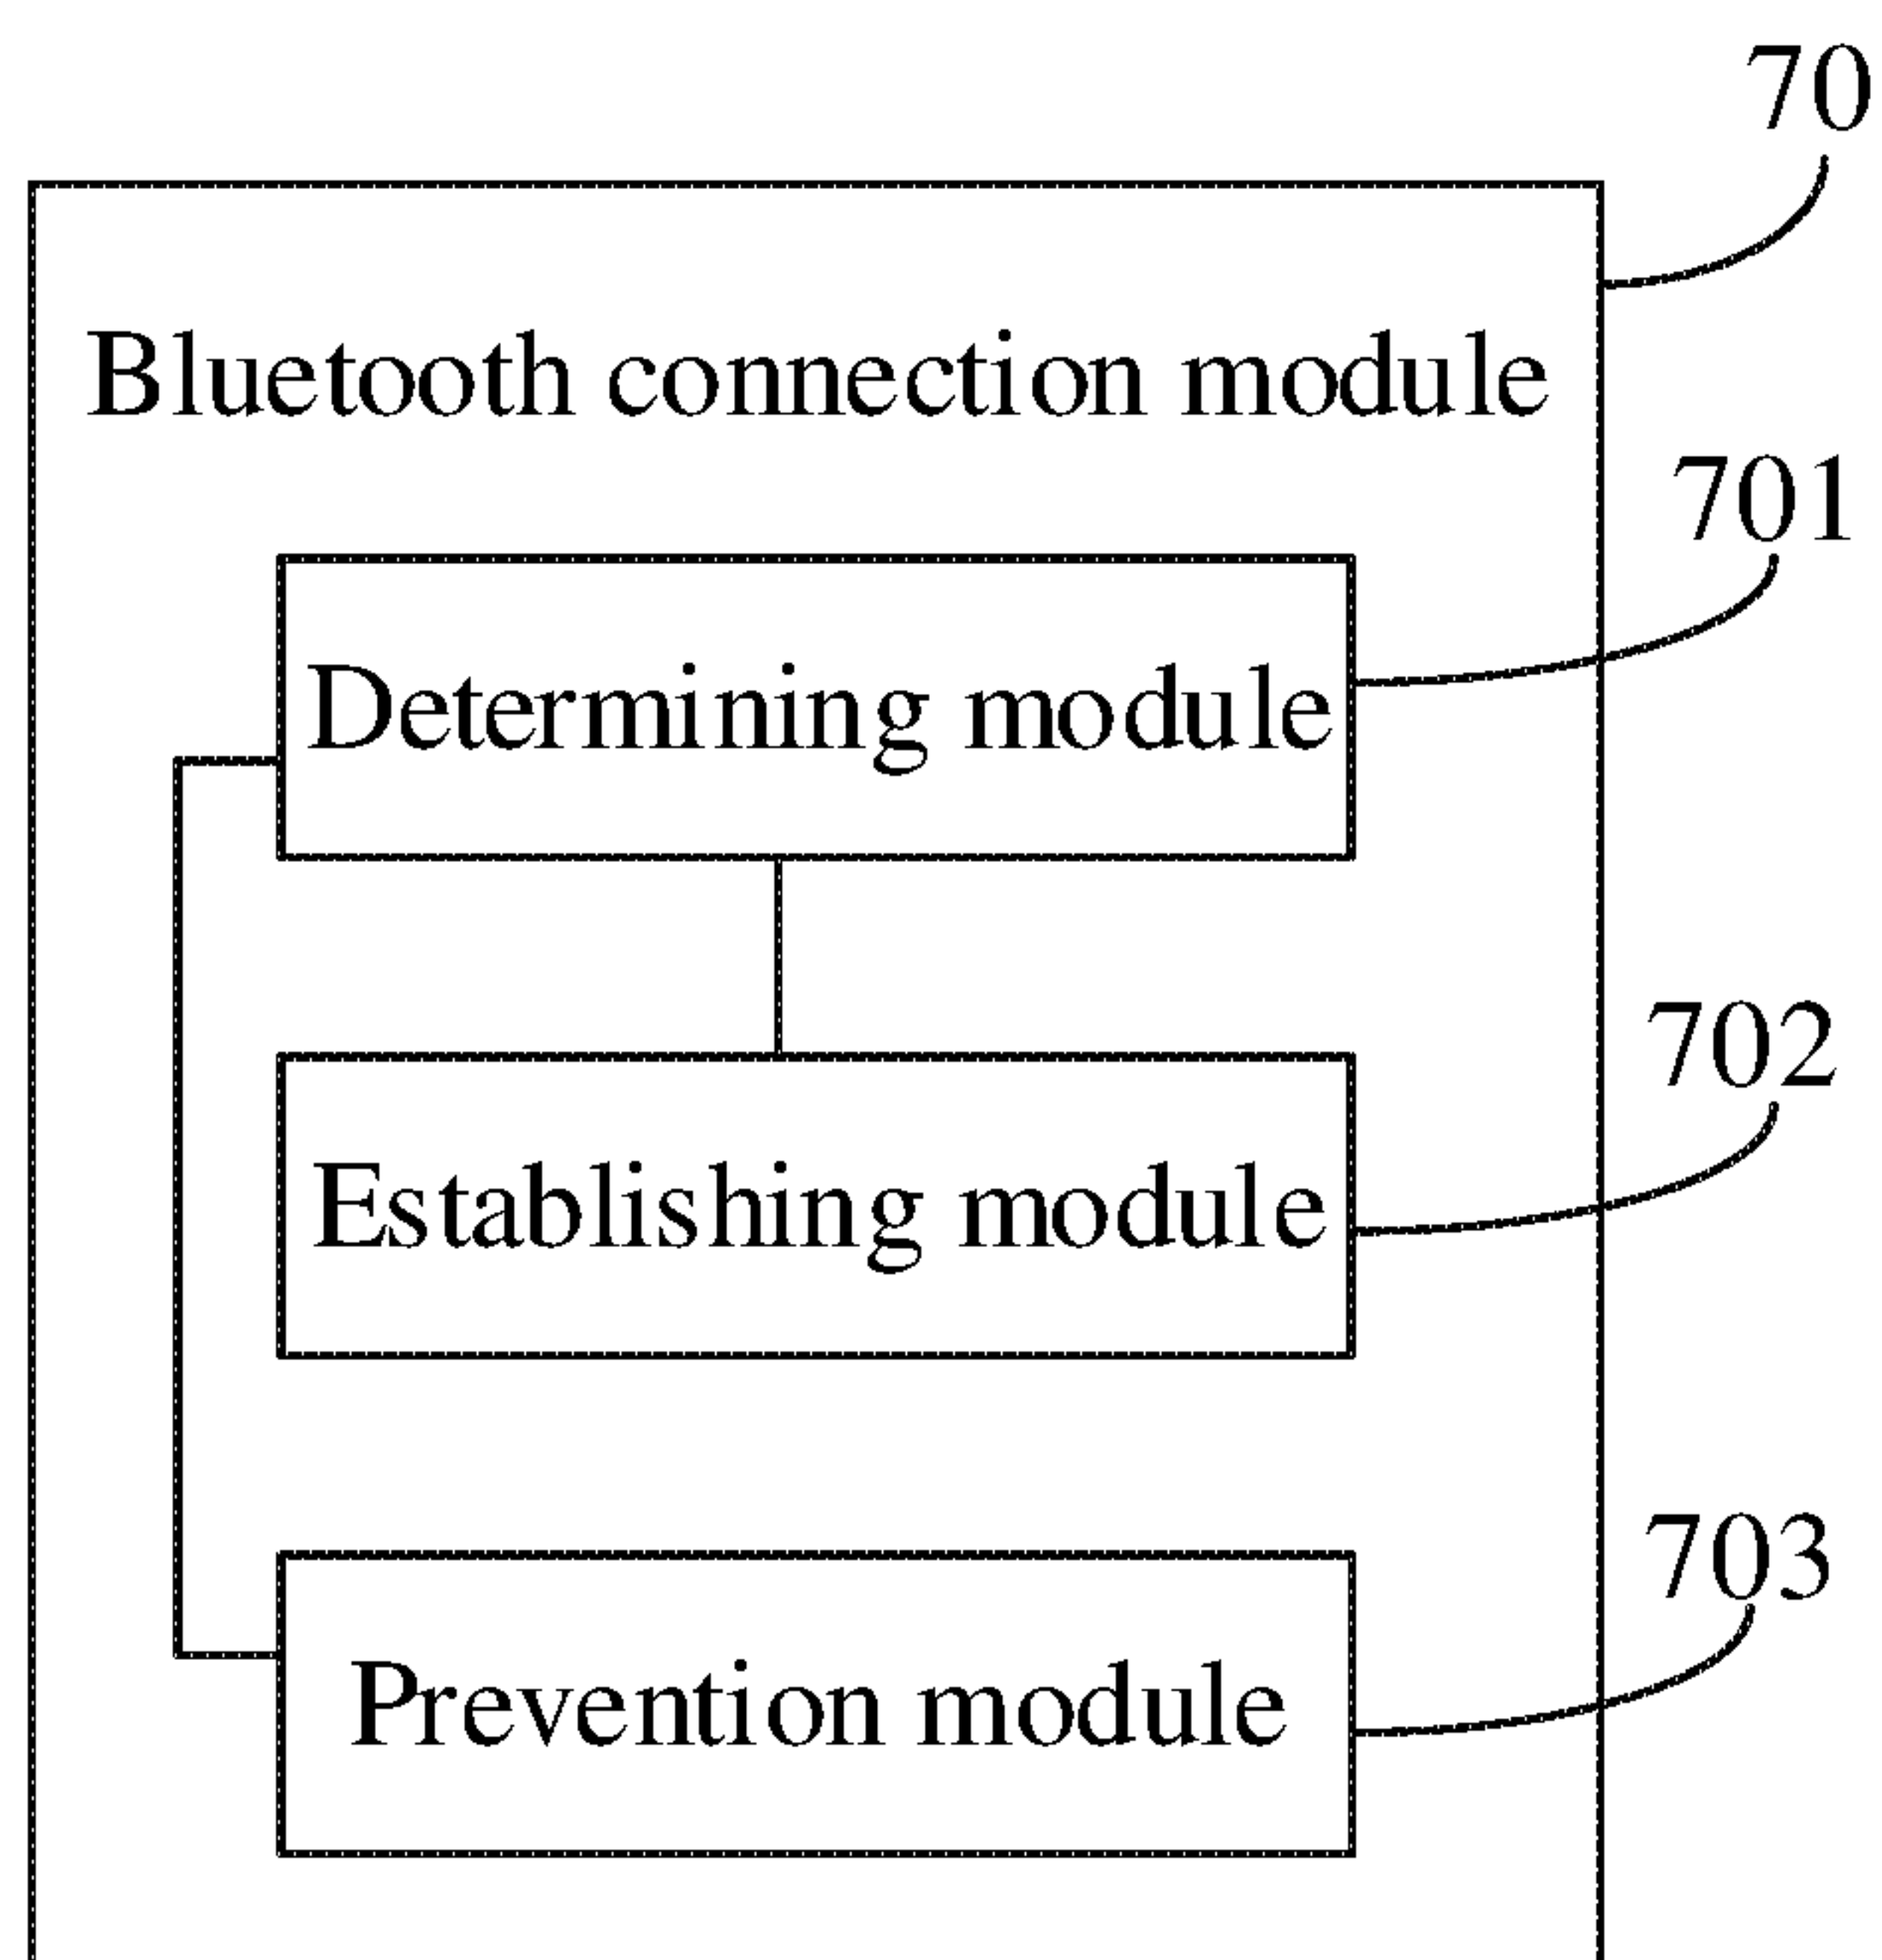 70
Bluetooth connection module
701
Determining module
702
Establishing module
703
Prevention module